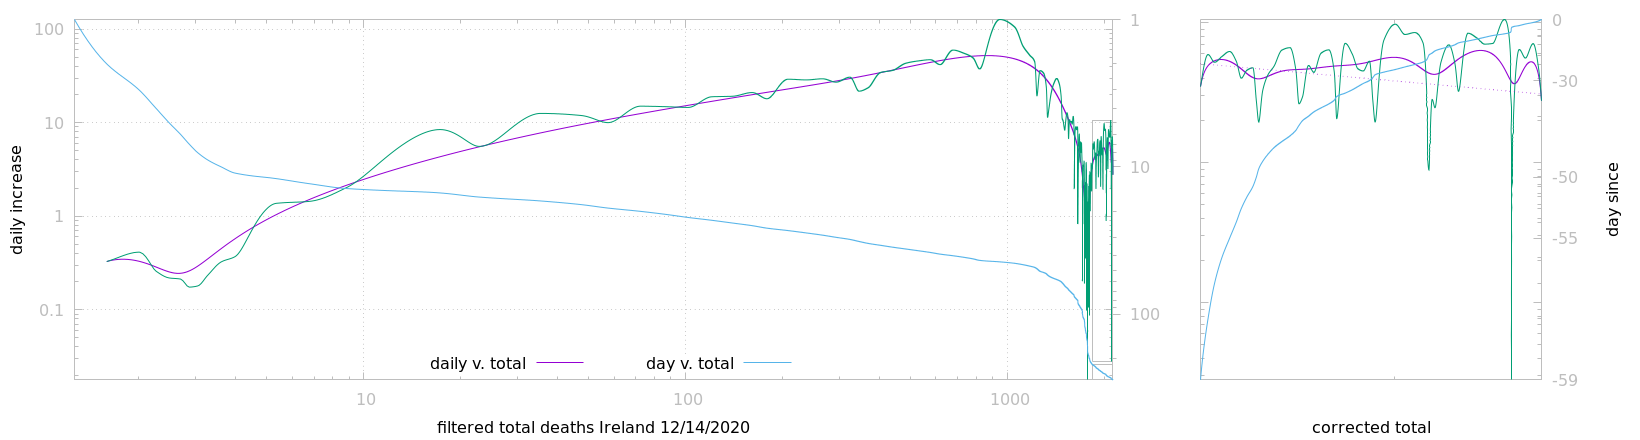 100
10
1
0.1
daily increase
daily v. total
day v. total
10
100
1000
filtered total deaths Ireland 12/14/2020
1
10
100
0
-30
-50
-55
-59
day since
corrected total